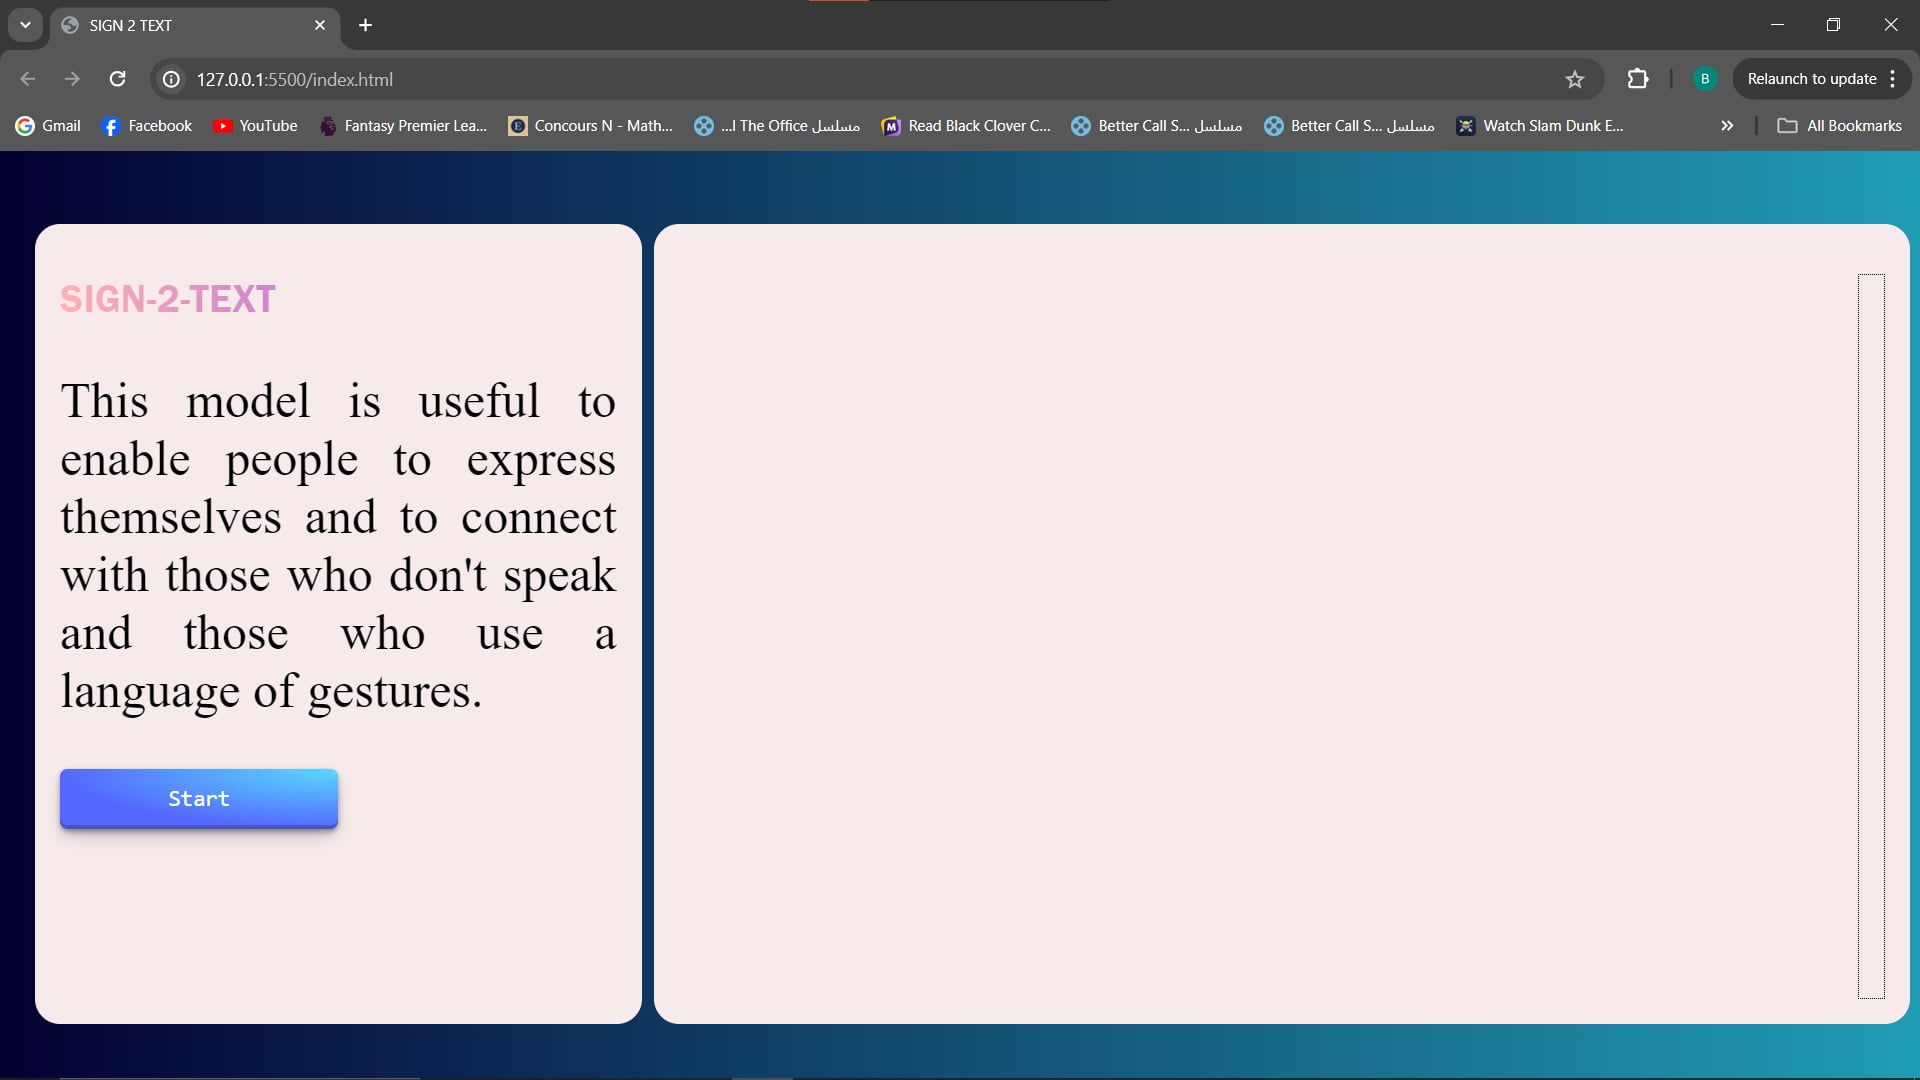 SIGN 2 TEXT
127.0.0.1:5500/index.html
B
Relaunch to update
Gmail
Facebook
YouTube
Fantasy Premier Lea...
Concours N - Math...
...I The Office مسلسل
Read Black Clover C...
Better Call S... مسلسل
Better Call S... مسلسل
Watch Slam Dunk E...
All Bookmarks
SIGN-2-TEXT
This model is useful to
enable people to express
themselves and to connect
with those who don't speak
and those who use a
language of gestures.
Start